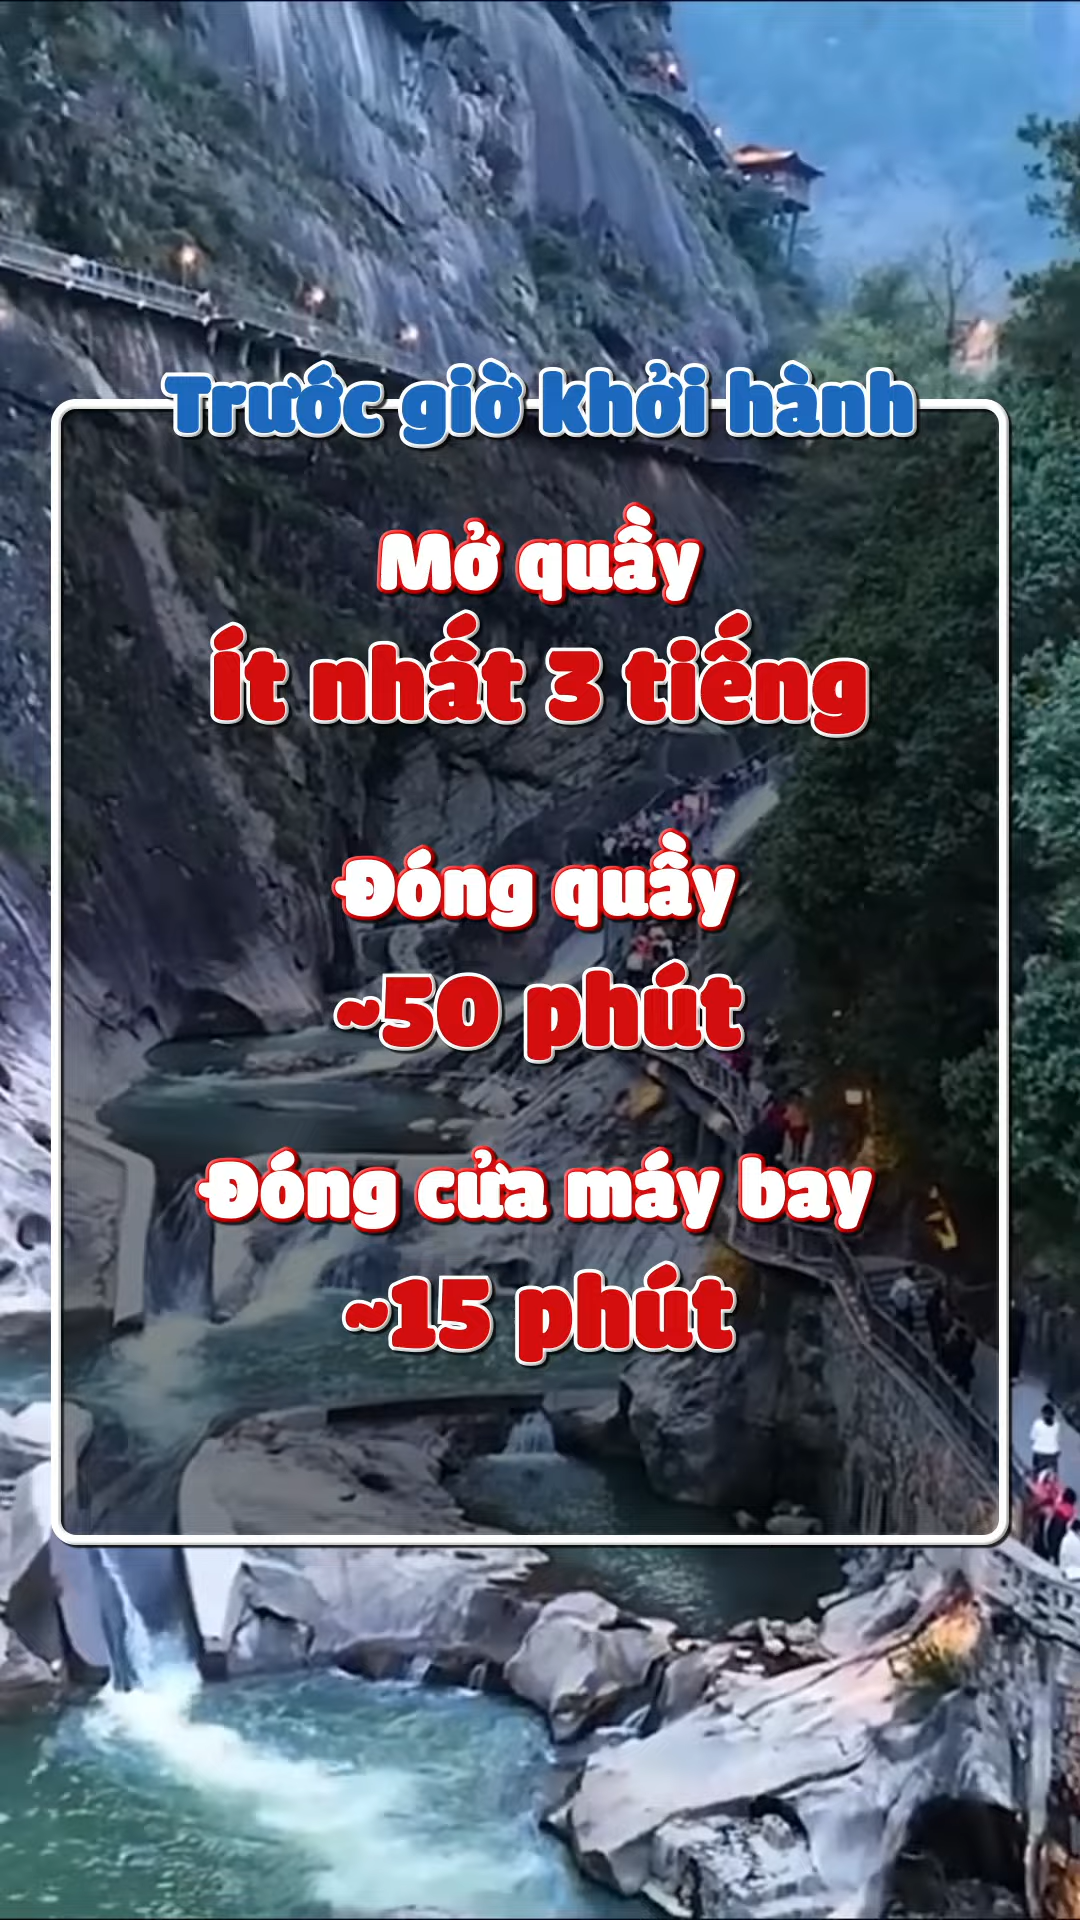 Trước giờ khởi hành
Mở quầy
Ít nhất 3 tiếng
Đóng quầy
~50 phút
Đóng cửa máy bay
~15 phút